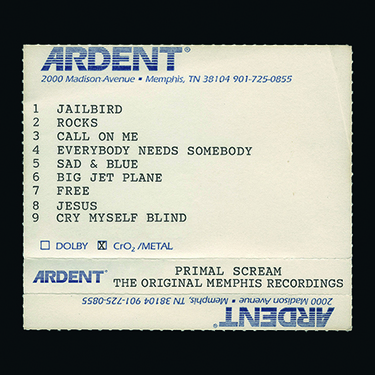 ARDENT®
2000 Madison Avenue ▪ Memphis, TN 38104 901-725-0855
1 JAILBIRD
2 ROCKS
3 CALL ON ME
4 EVERYBODY NEEDS SOMEBODY
5 SAD & BLUE
6 BIG JET PLANE
7 FREE
8 JESUS
9 CRY MYSELF BLIND
☐ DOLBY ☒ CrO₂/METAL
ARDENT PRIMAL SCREAM
THE ORIGINAL MEMPHIS RECORDINGS
ARDENT
2000 Madison Avenue ▪ Memphis, TN 38104 901-725-0855